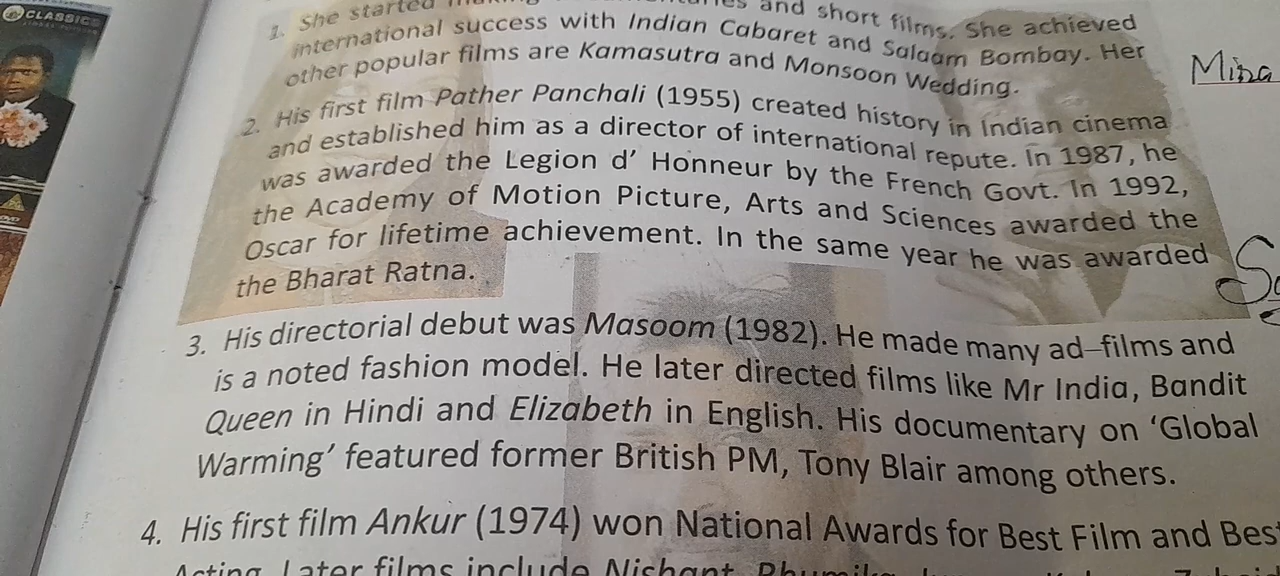 CLASSIC
1. She started and short films. She achieved
international success with Indian Cabaret and Salaam Bombay. Her
other popular films are Kamasutra and Monsoon Wedding.
Mira
2. His first film Pather Panchali (1955) created history in Indian cinema
and established him as a director of international repute. In 1987, he
was awarded the Legion d’ Honneur by the French Govt. In 1992,
the Academy of Motion Picture, Arts and Sciences awarded the
Oscar for lifetime achievement. In the same year he was awarded
the Bharat Ratna.
3. His directorial debut was Masoom (1982). He made many ad–films and
is a noted fashion model. He later directed films like Mr India, Bandit
Queen in Hindi and Elizabeth in English. His documentary on ‘Global
Warming’ featured former British PM, Tony Blair among others.
4. His first film Ankur (1974) won National Awards for Best Film and Best
Acting. Later films include Nishant,